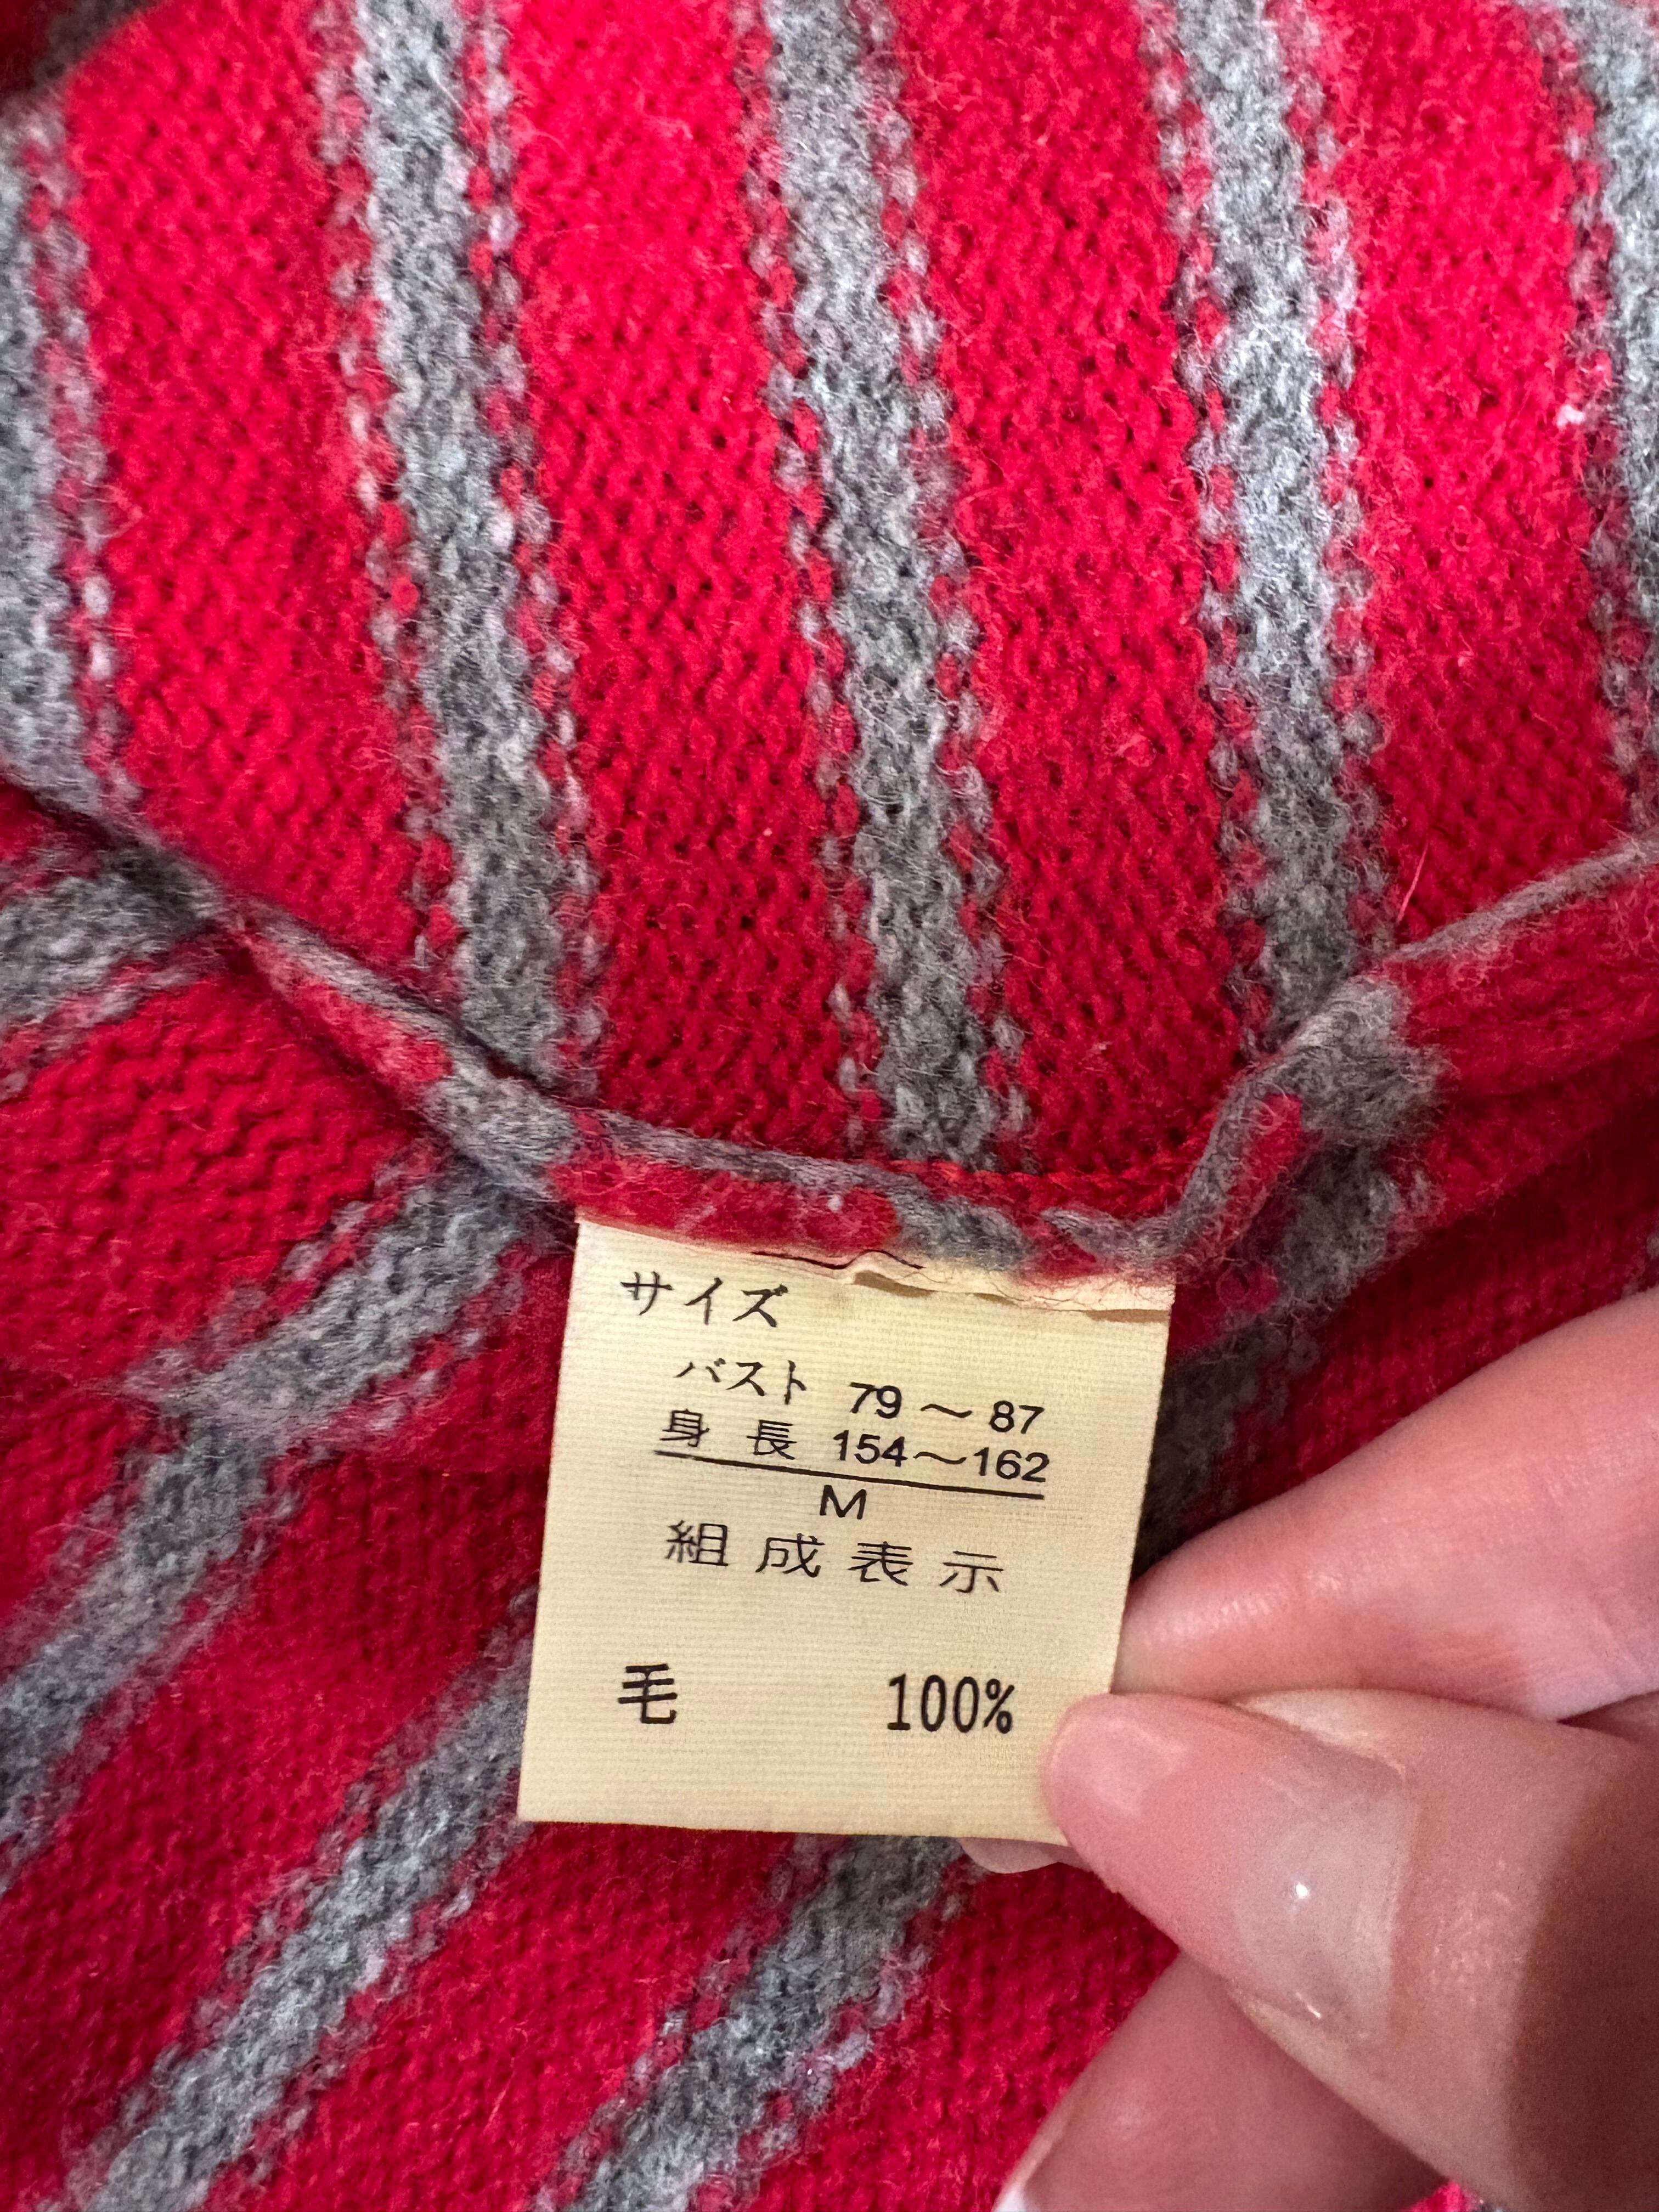 サイズ
バスト 79～87
身長 154～162
M
組成表示
毛 100%